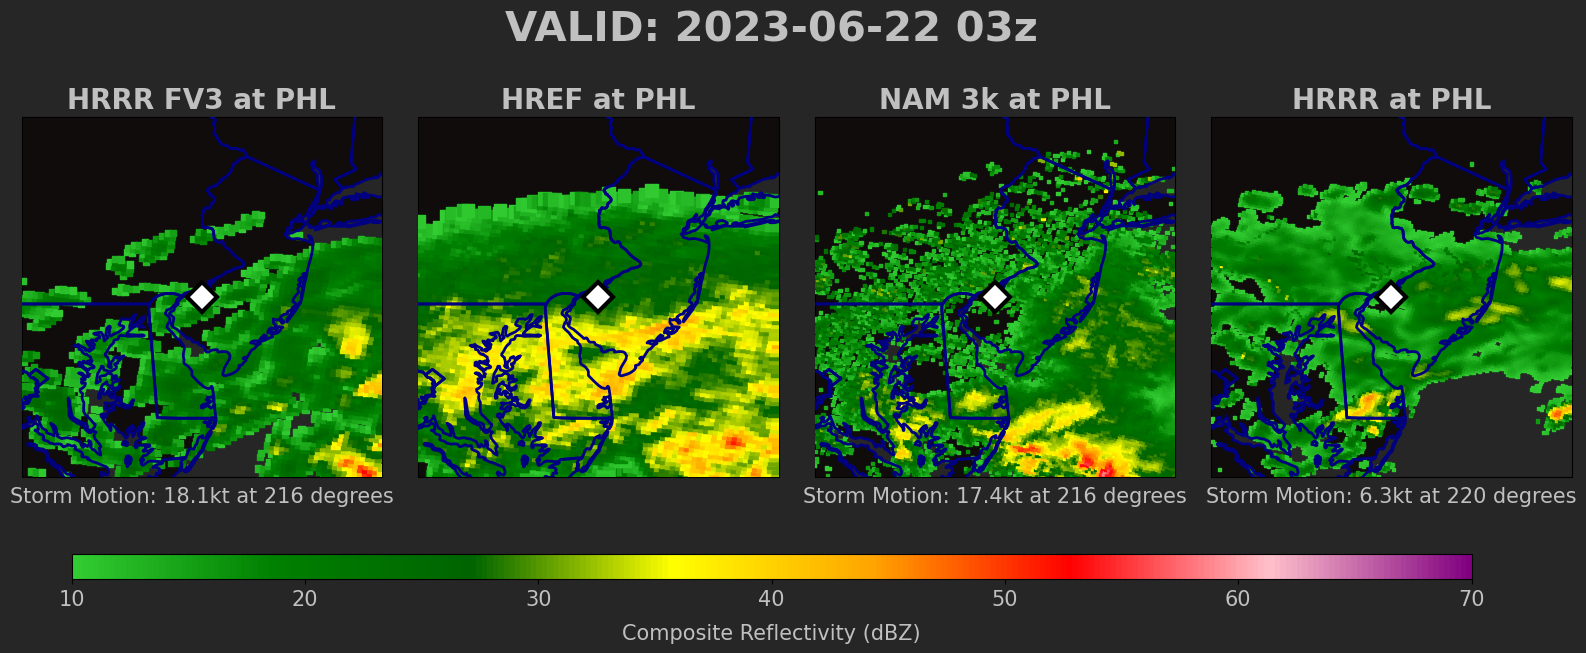 VALID: 2023-06-22 03z
HRRR FV3 at PHL
HREF at PHL
NAM 3k at PHL
HRRR at PHL
Storm Motion: 18.1kt at 216 degrees
Storm Motion: 17.4kt at 216 degrees
Storm Motion: 6.3kt at 220 degrees
10 20 30 40 50 60 70
Composite Reflectivity (dBZ)